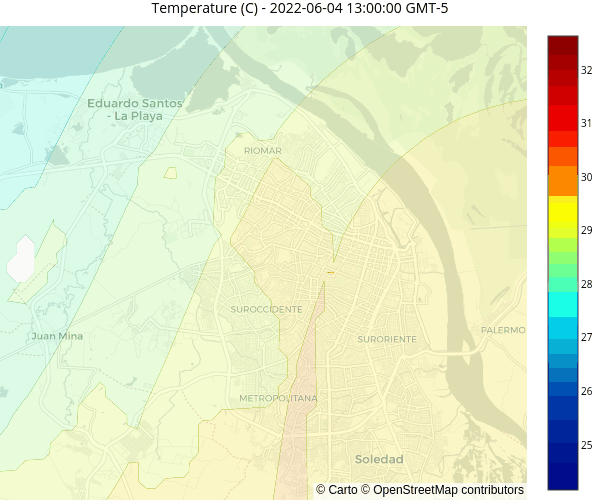 Temperature (C) - 2022-06-04 13:00:00 GMT-5
Eduardo Santos
- La Playa
RIOMAR
SUROCCIDENTE
Juan Mina
SURORIENTE
PALERMO
METROPOLITANA
Soledad
© Carto © OpenStreetMap contributors
32
31
30
29
28
27
26
25